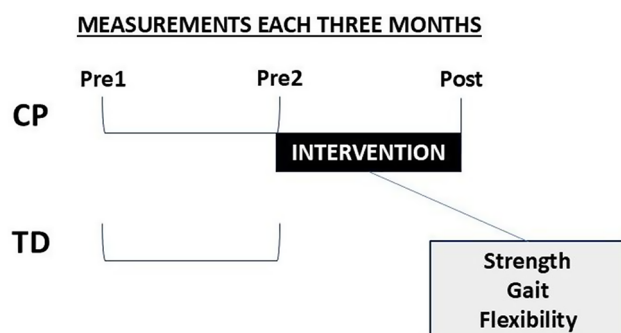 MEASUREMENTS EACH THREE MONTHS
Pre1 Pre2 Post
CP
INTERVENTION
TD
Strength
Gait
Flexibility